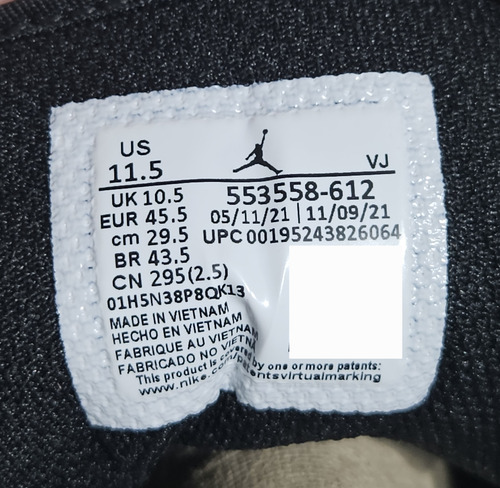 US
11.5
VJ
UK 10.5
553558-612
EUR 45.5
05/11/21 | 11/09/21
cm 29.5
UPC 00195243826064
BR 43.5
CN 295(2.5)
01H5N38P8QK13
MADE IN VIETNAM
HECHO EN VIETNAM
FABRIQUE AU VIETNAM
FABRICADO NO VIETNAM
This product is covered by one or more patents:
www.nike. patentsvirtualmarking